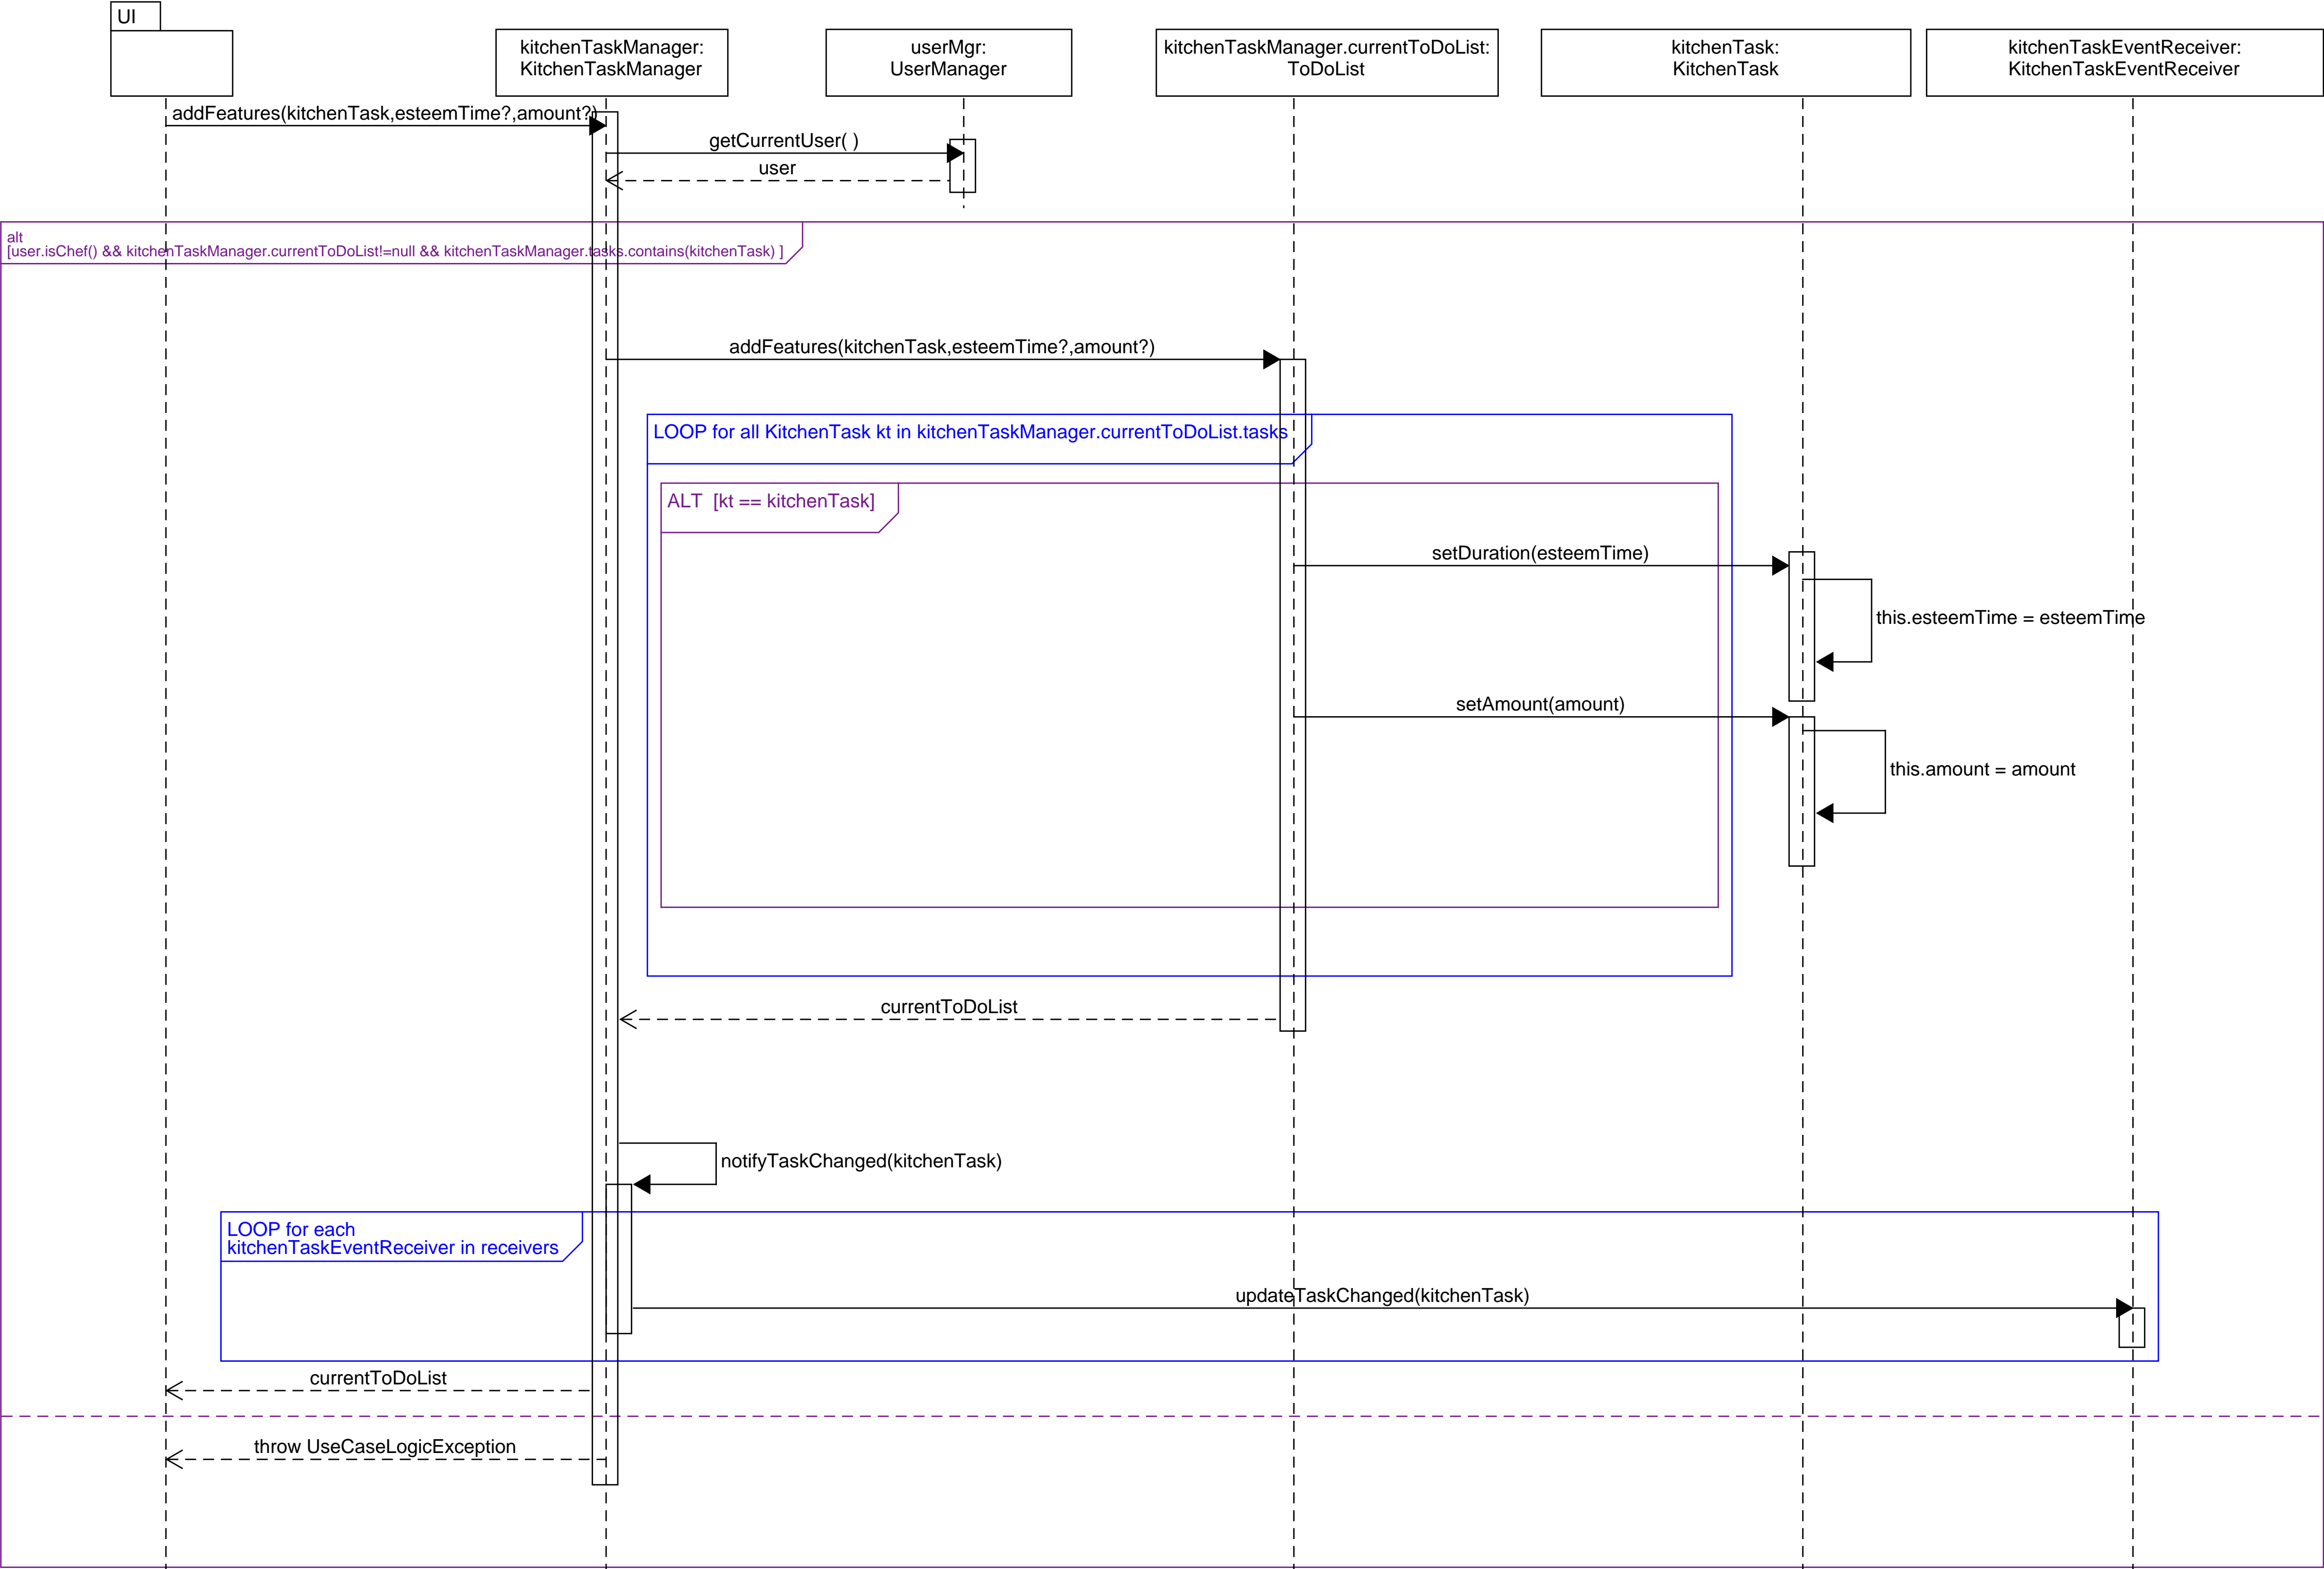 UI
kitchenTaskManager:
KitchenTaskManager
userMgr:
UserManager
kitchenTaskManager.currentToDoList:
ToDoList
kitchenTask:
KitchenTask
kitchenTaskEventReceiver:
KitchenTaskEventReceiver
addFeatures(kitchenTask,esteemTime?,amount?)
getCurrentUser( )
user
alt
[user.isChef() && kitchenTaskManager.currentToDoList!=null && kitchenTaskManager.tasks.contains(kitchenTask) ]
addFeatures(kitchenTask,esteemTime?,amount?)
LOOP for all KitchenTask kt in kitchenTaskManager.currentToDoList.tasks
ALT  [kt == kitchenTask]
setDuration(esteemTime)
this.esteemTime = esteemTime
setAmount(amount)
this.amount = amount
currentToDoList
notifyTaskChanged(kitchenTask)
LOOP for each
kitchenTaskEventReceiver in receivers
updateTaskChanged(kitchenTask)
currentToDoList
throw UseCaseLogicException